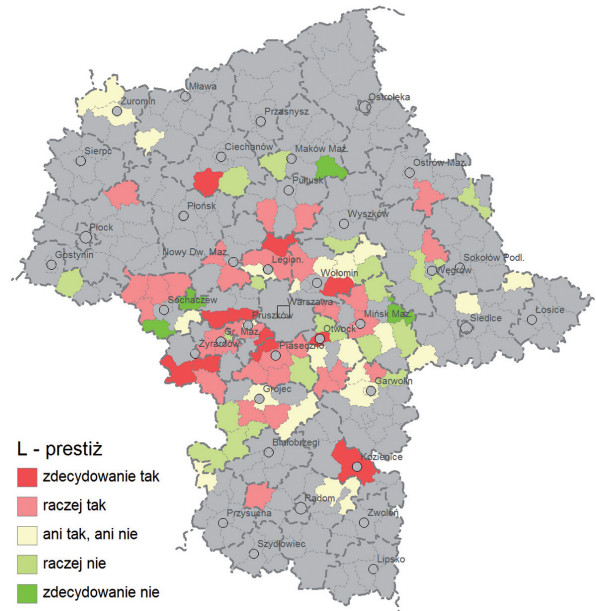 Mława
Żuromin
Ostrołęka
Przasnysz
Sierpc
Ciechanów
Maków Maz.
Ostrów Maz.
Pułtusk
Płońsk
Płock
Wyszków
Gostynin
Nowy Dw. Maz.
Legion.
Sokołów Podl.
Węgrów
Wołomin
Sochaczew
Warszawa
Łosice
Siedlce
Pruszków
Mińsk Maz.
Gr. Maz.
Otwock
Żyrardów
Piaseczno
Garwolin
Grójec
Białobrzegi
Kozienice
Radom
Zwoleń
Przysucha
Szydłowiec
Lipsko
L - prestiż
zdecydowanie tak
raczej tak
ani tak, ani nie
raczej nie
zdecydowanie nie